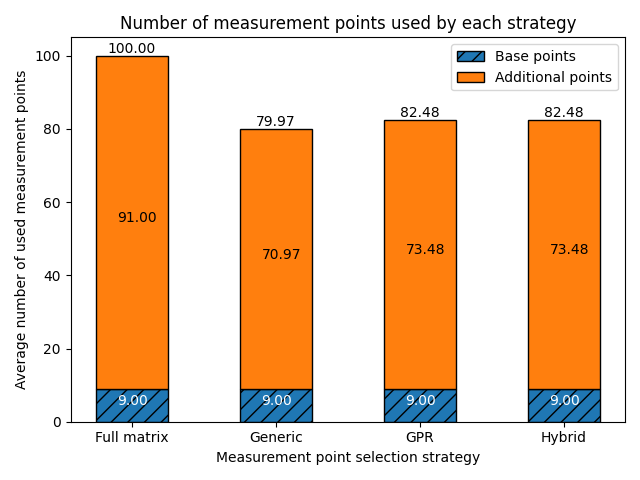 Number of measurement points used by each strategy
Average number of used measurement points
100
80
60
40
20
0
Base points
Additional points
100.00
79.97
82.48
82.48
91.00
70.97
73.48
73.48
9.00
9.00
9.00
9.00
Full matrix
Generic
GPR
Hybrid
Measurement point selection strategy